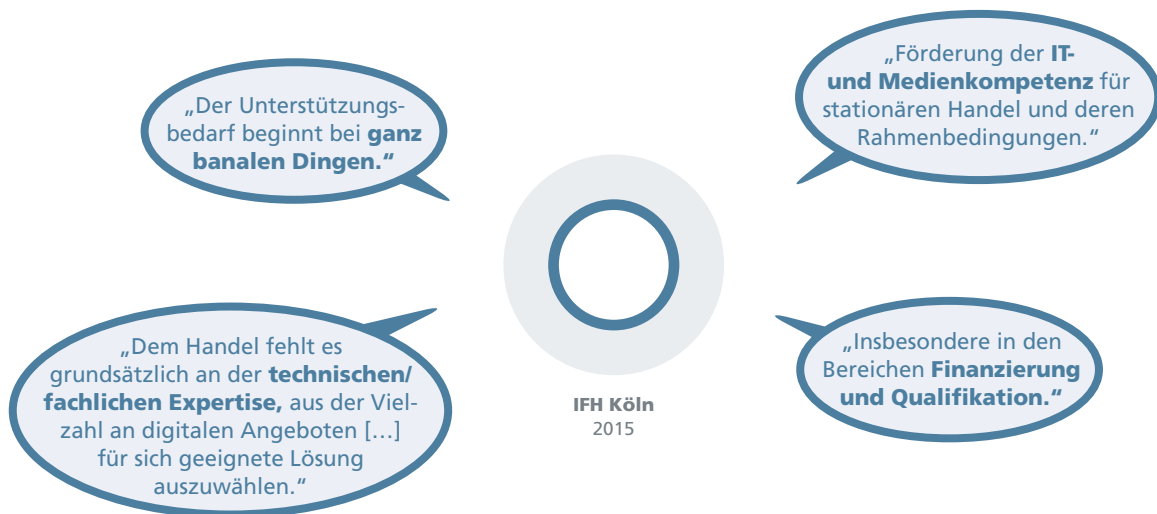 „Der Unterstützungs-
bedarf beginnt bei ganz
banalen Dingen.“
„Förderung der IT-
und Medienkompetenz für
stationären Handel und deren
Rahmenbedingungen.“
„Dem Handel fehlt es
grundsätzlich an der technischen/
fachlichen Expertise, aus der Viel-
zahl an digitalen Angeboten […]
für sich geeignete Lösung
auszuwählen.“
„Insbesondere in den
Bereichen Finanzierung
und Qualifikation.“
IFH Köln
2015